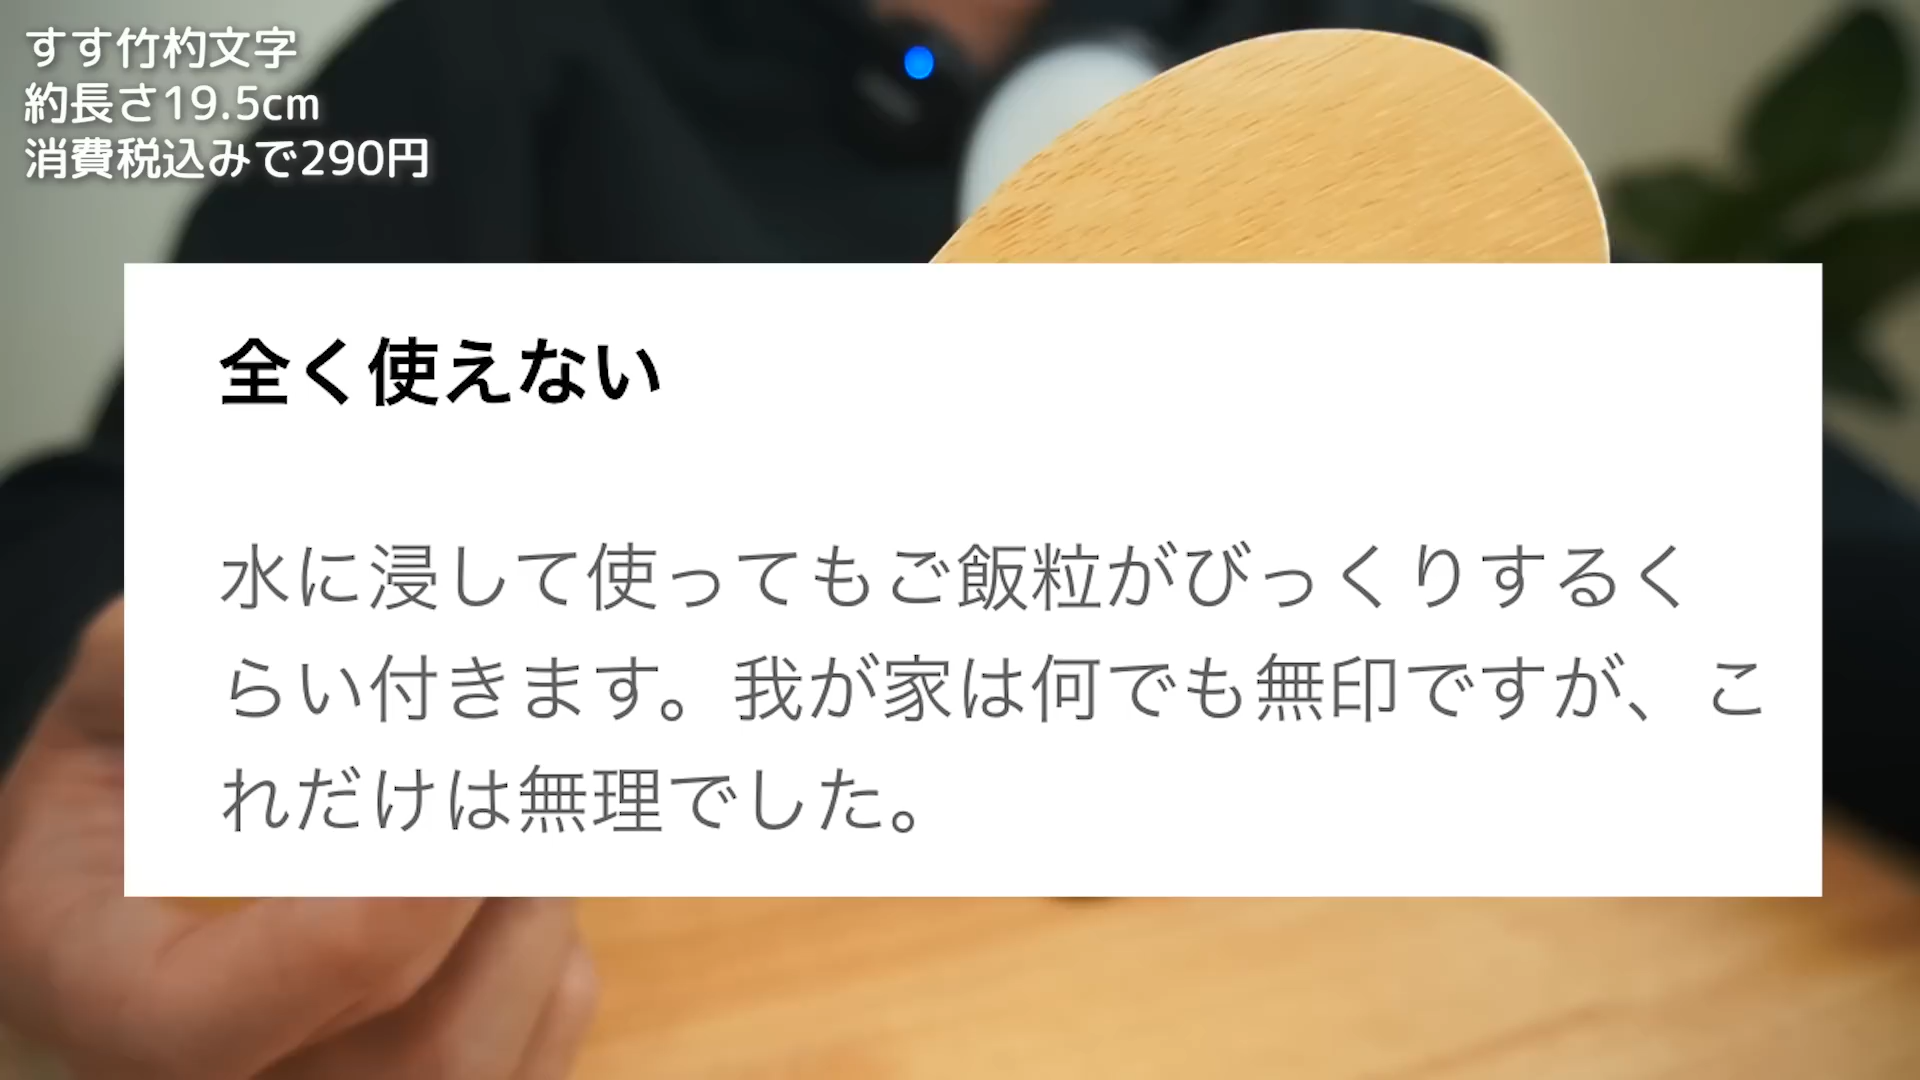 すす竹杓文字
約長さ19.5cm
消費税込みで290円
全く使えない
水に浸して使ってもご飯粒がびっくりするく
らい付きます。我が家は何でも無印ですが、こ
れだけは無理でした。